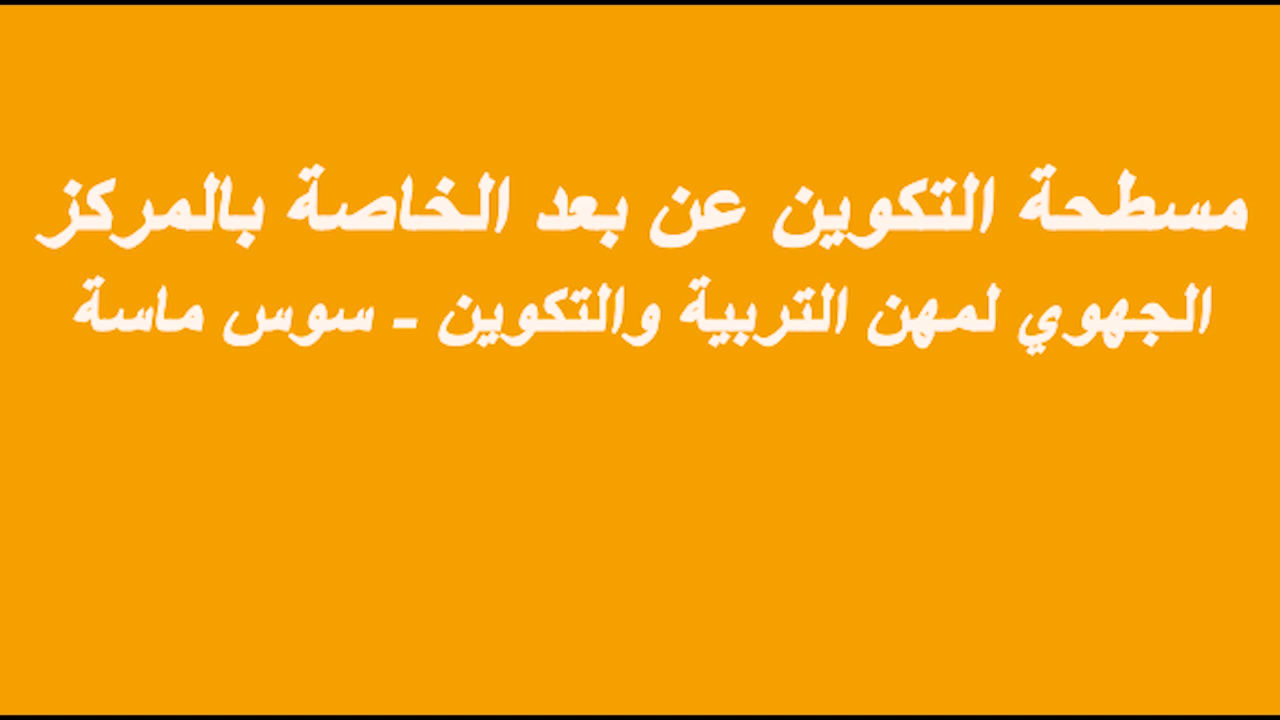 مسطحة التكوين عن بعد الخاصة بالمركز
الجهوي لمهن التربية والتكوين - سوس ماسة